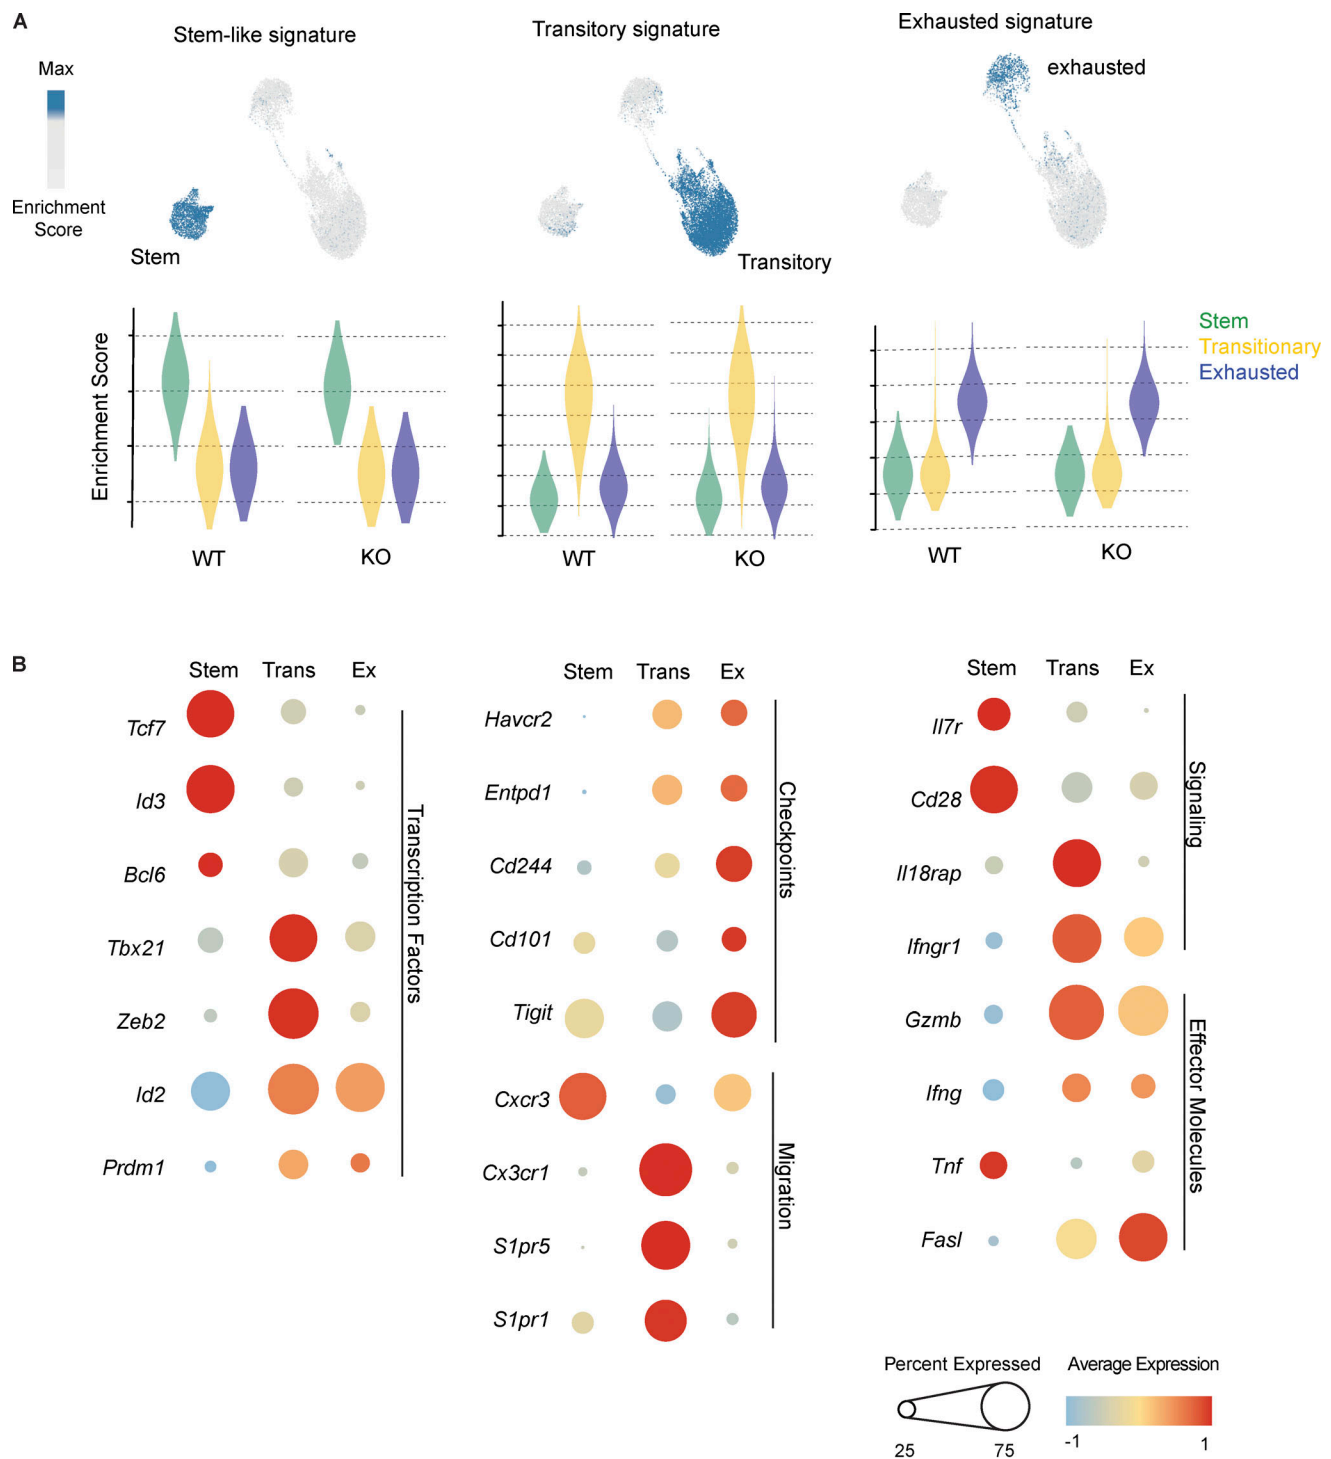 A
Stem-like signature
Transitory signature
Exhausted signature
Max
Enrichment
Score
Stem
Transitory
exhausted
Enrichment Score
WT
KO
WT
KO
WT
KO
Stem
Transitionary
Exhausted
B
Stem Trans Ex
Tcf7
Id3
Bcl6
Tbx21
Zeb2
Id2
Prdm1
Transcription Factors
Stem Trans Ex
Havcr2
Entpd1
Cd244
Cd101
Tigit
Checkpoints
Cxcr3
Cx3cr1
S1pr5
S1pr1
Migration
Stem Trans Ex
Il7r
Cd28
Il18rap
Ifngr1
Signaling
Gzmb
Ifng
Tnf
Fasl
Effector Molecules
Percent Expressed
25 75
Average Expression
-1 1